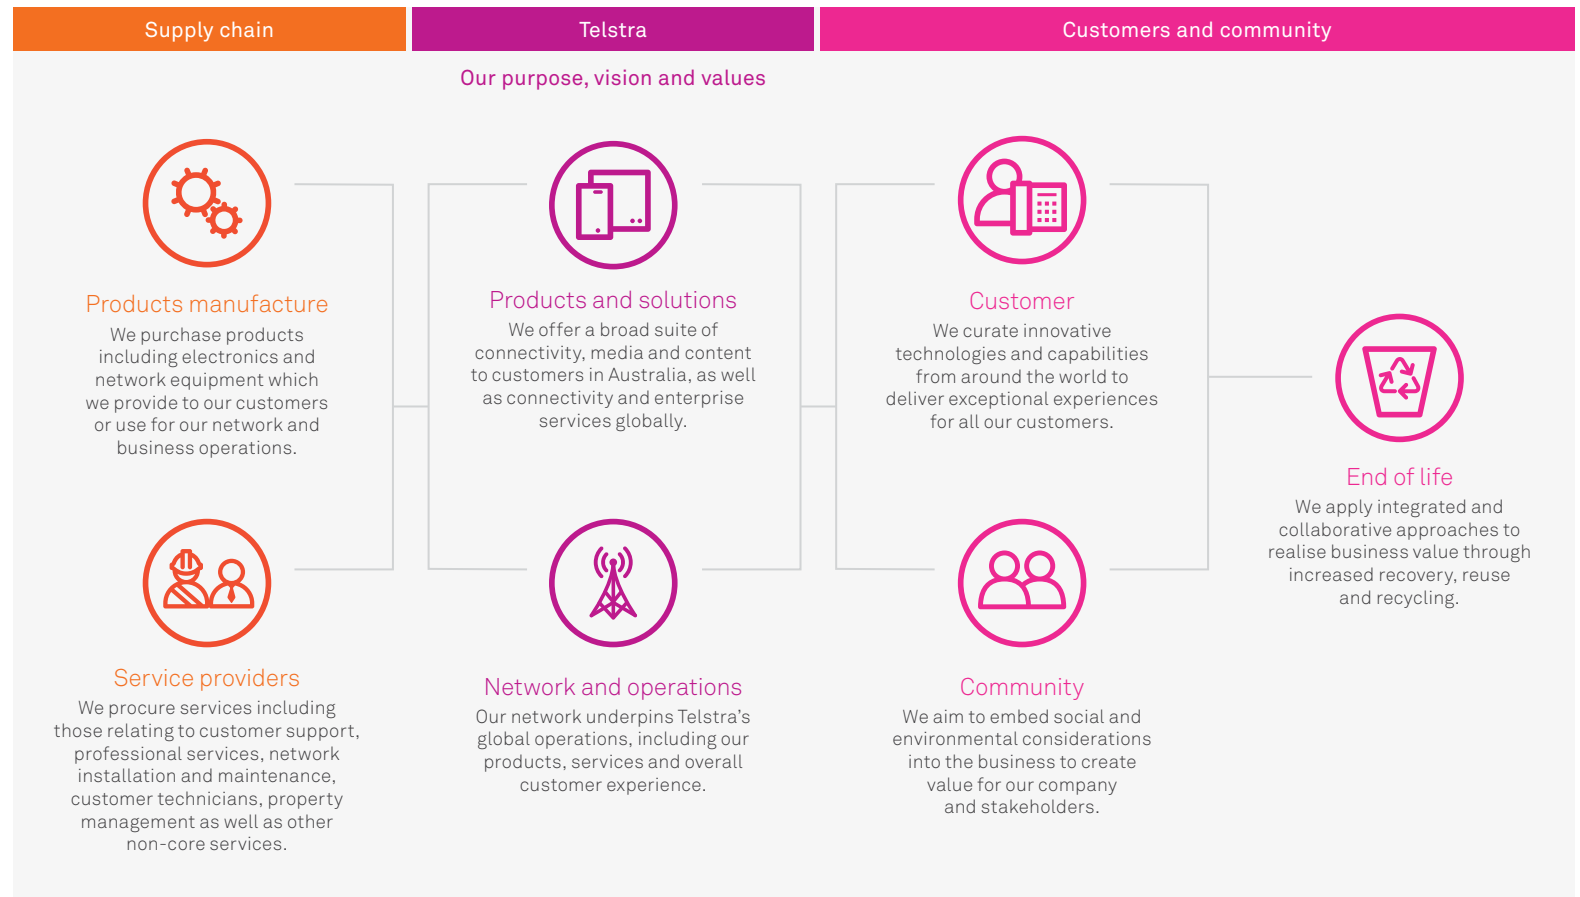 Supply chain
Telstra
Customers and community
Our purpose, vision and values
Products manufacture
We purchase products
including electronics and
network equipment which
we provide to our customers
or use for our network and
business operations.
Service providers
We procure services including
those relating to customer support,
professional services, network
installation and maintenance,
customer technicians, property
management as well as other
non-core services.
Products and solutions
We offer a broad suite of
connectivity, media and content
to customers in Australia, as well
as connectivity and enterprise
services globally.
Network and operations
Our network underpins Telstra’s
global operations, including our
products, services and overall
customer experience.
Customer
We curate innovative
technologies and capabilities
from around the world to
deliver exceptional experiences
for all our customers.
Community
We aim to embed social and
environmental considerations
into the business to create
value for our company
and stakeholders.
End of life
We apply integrated and
collaborative approaches to
realise business value through
increased recovery, reuse
and recycling.